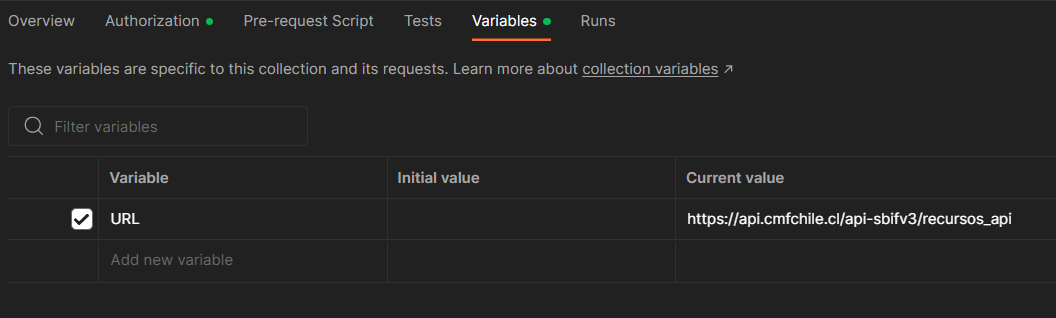 Overview Authorization Pre-request Script Tests Variables Runs
These variables are specific to this collection and its requests. Learn more about collection variables ↗
Filter variables
Variable Initial value Current value
URL https://api.cmfchile.cl/api-sbifv3/recursos_api
Add new variable